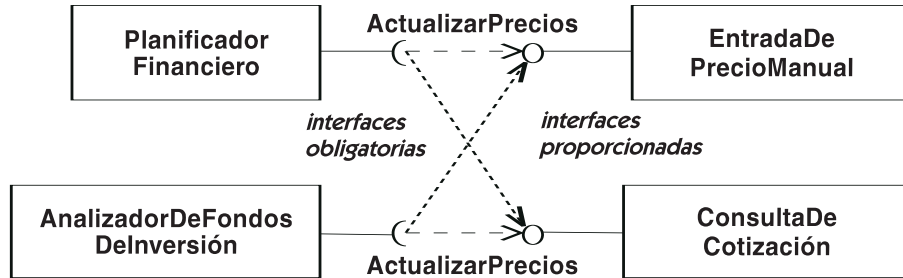 Planificador
Financiero
ActualizarPrecios
EntradaDe
PrecioManual
interfaces
obligatorias
interfaces
proporcionadas
AnalizadorDeFondos
DeInversión
ActualizarPrecios
ConsultaDe
Cotización